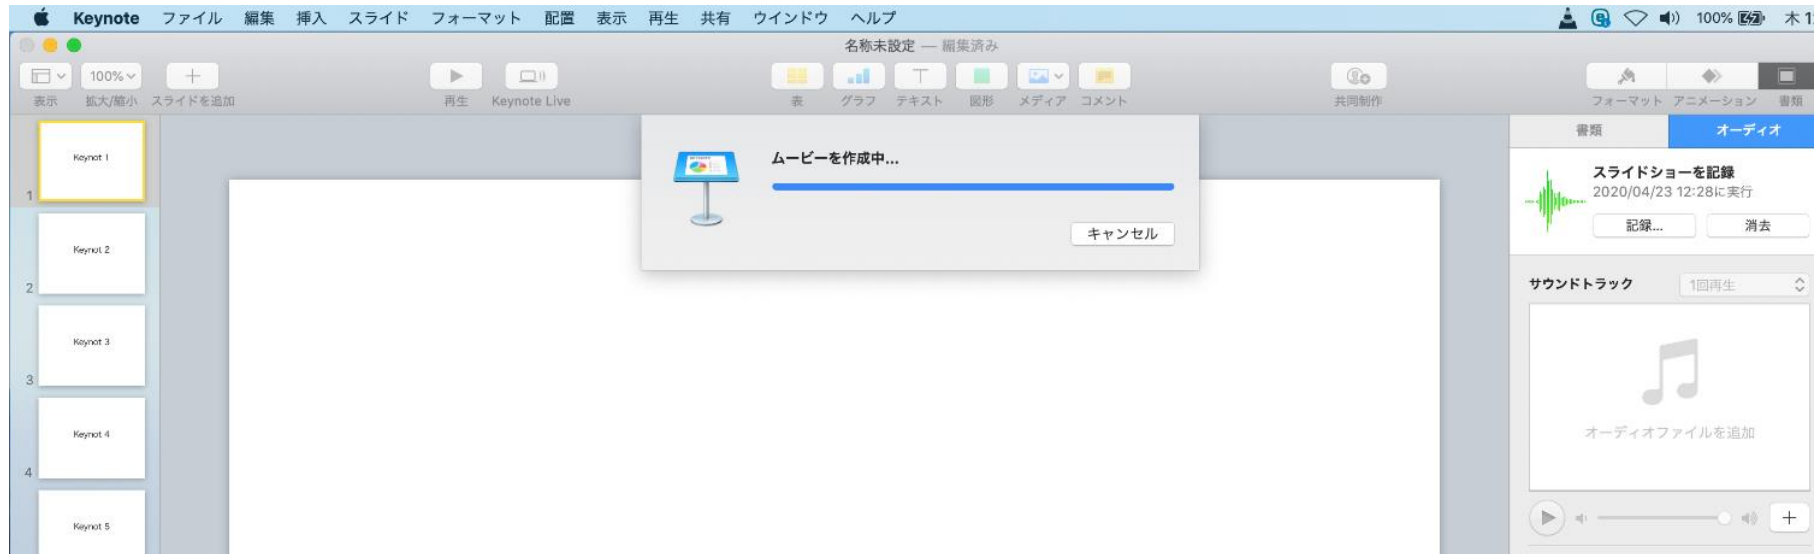 Keynote ファイル 編集 挿入 スライド フォーマット 配置 表示 再生 共有 ウインドウ ヘルプ 100% 木 1
名称未設定 — 編集済み
100%
表示 拡大/縮小 スライドを追加 再生 Keynote Live 表 グラフ テキスト 図形 メディア コメント 共同制作 フォーマット アニメーション 書類
Keynot 1
1
Keynot 2
2
Keynot 3
3
Keynot 4
4
Keynot 5
ムービーを作成中...
キャンセル
書類 オーディオ
スライドショーを記録
2020/04/23 12:28に実行
記録... 消去
サウンドトラック 1回再生
オーディオファイルを追加